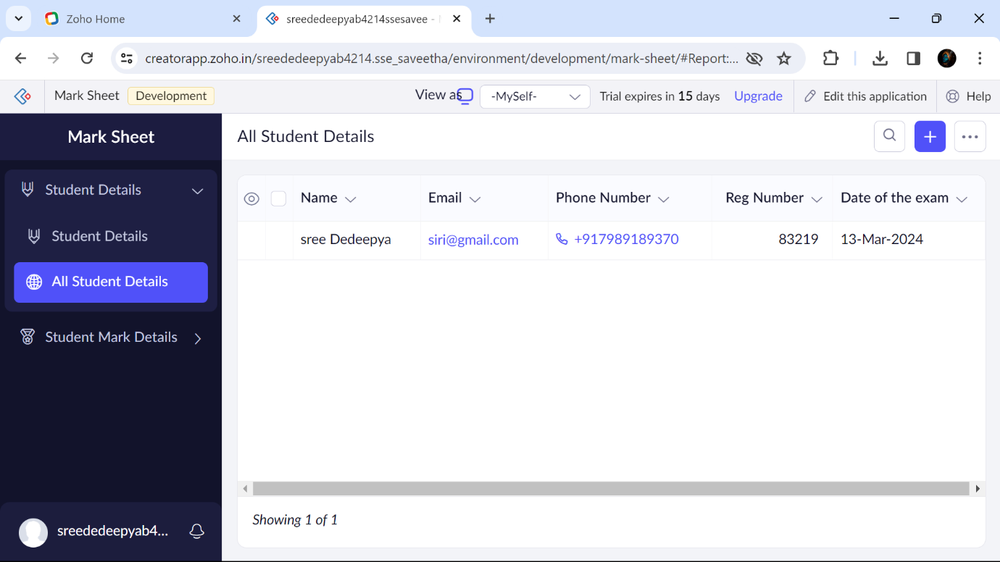 Zoho Home
sreededeepyab4214ssesavee -
creatorapp.zoho.in/sreededeepyab4214.sse_saveetha/environment/development/mark-sheet/#Report:...
Mark Sheet Development View as -MySelf- Trial expires in 15 days Upgrade Edit this application Help
Mark Sheet
All Student Details
Student Details
Student Details
All Student Details
Student Mark Details
Name Email Phone Number Reg Number Date of the exam
sree Dedeepya siri@gmail.com +917989189370 83219 13-Mar-2024
Showing 1 of 1
sreededeepyab4...